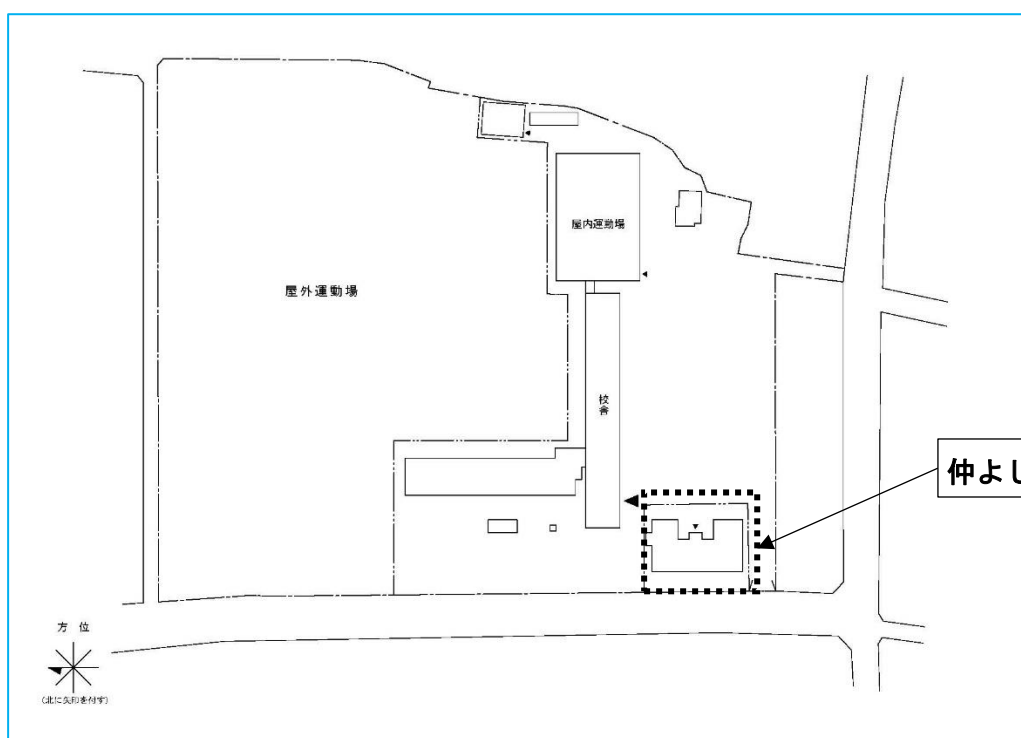 屋内運動場
屋外運動場
校舎
仲よし
方位
(北に矢印を付す)